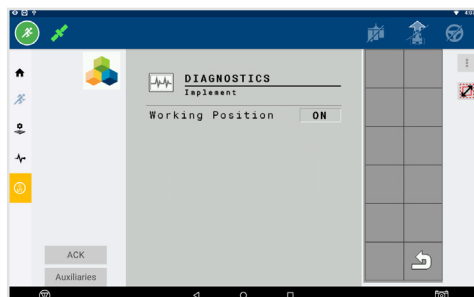 DIAGNOSTICS
Implement
Working Position ON
ACK
Auxiliaries